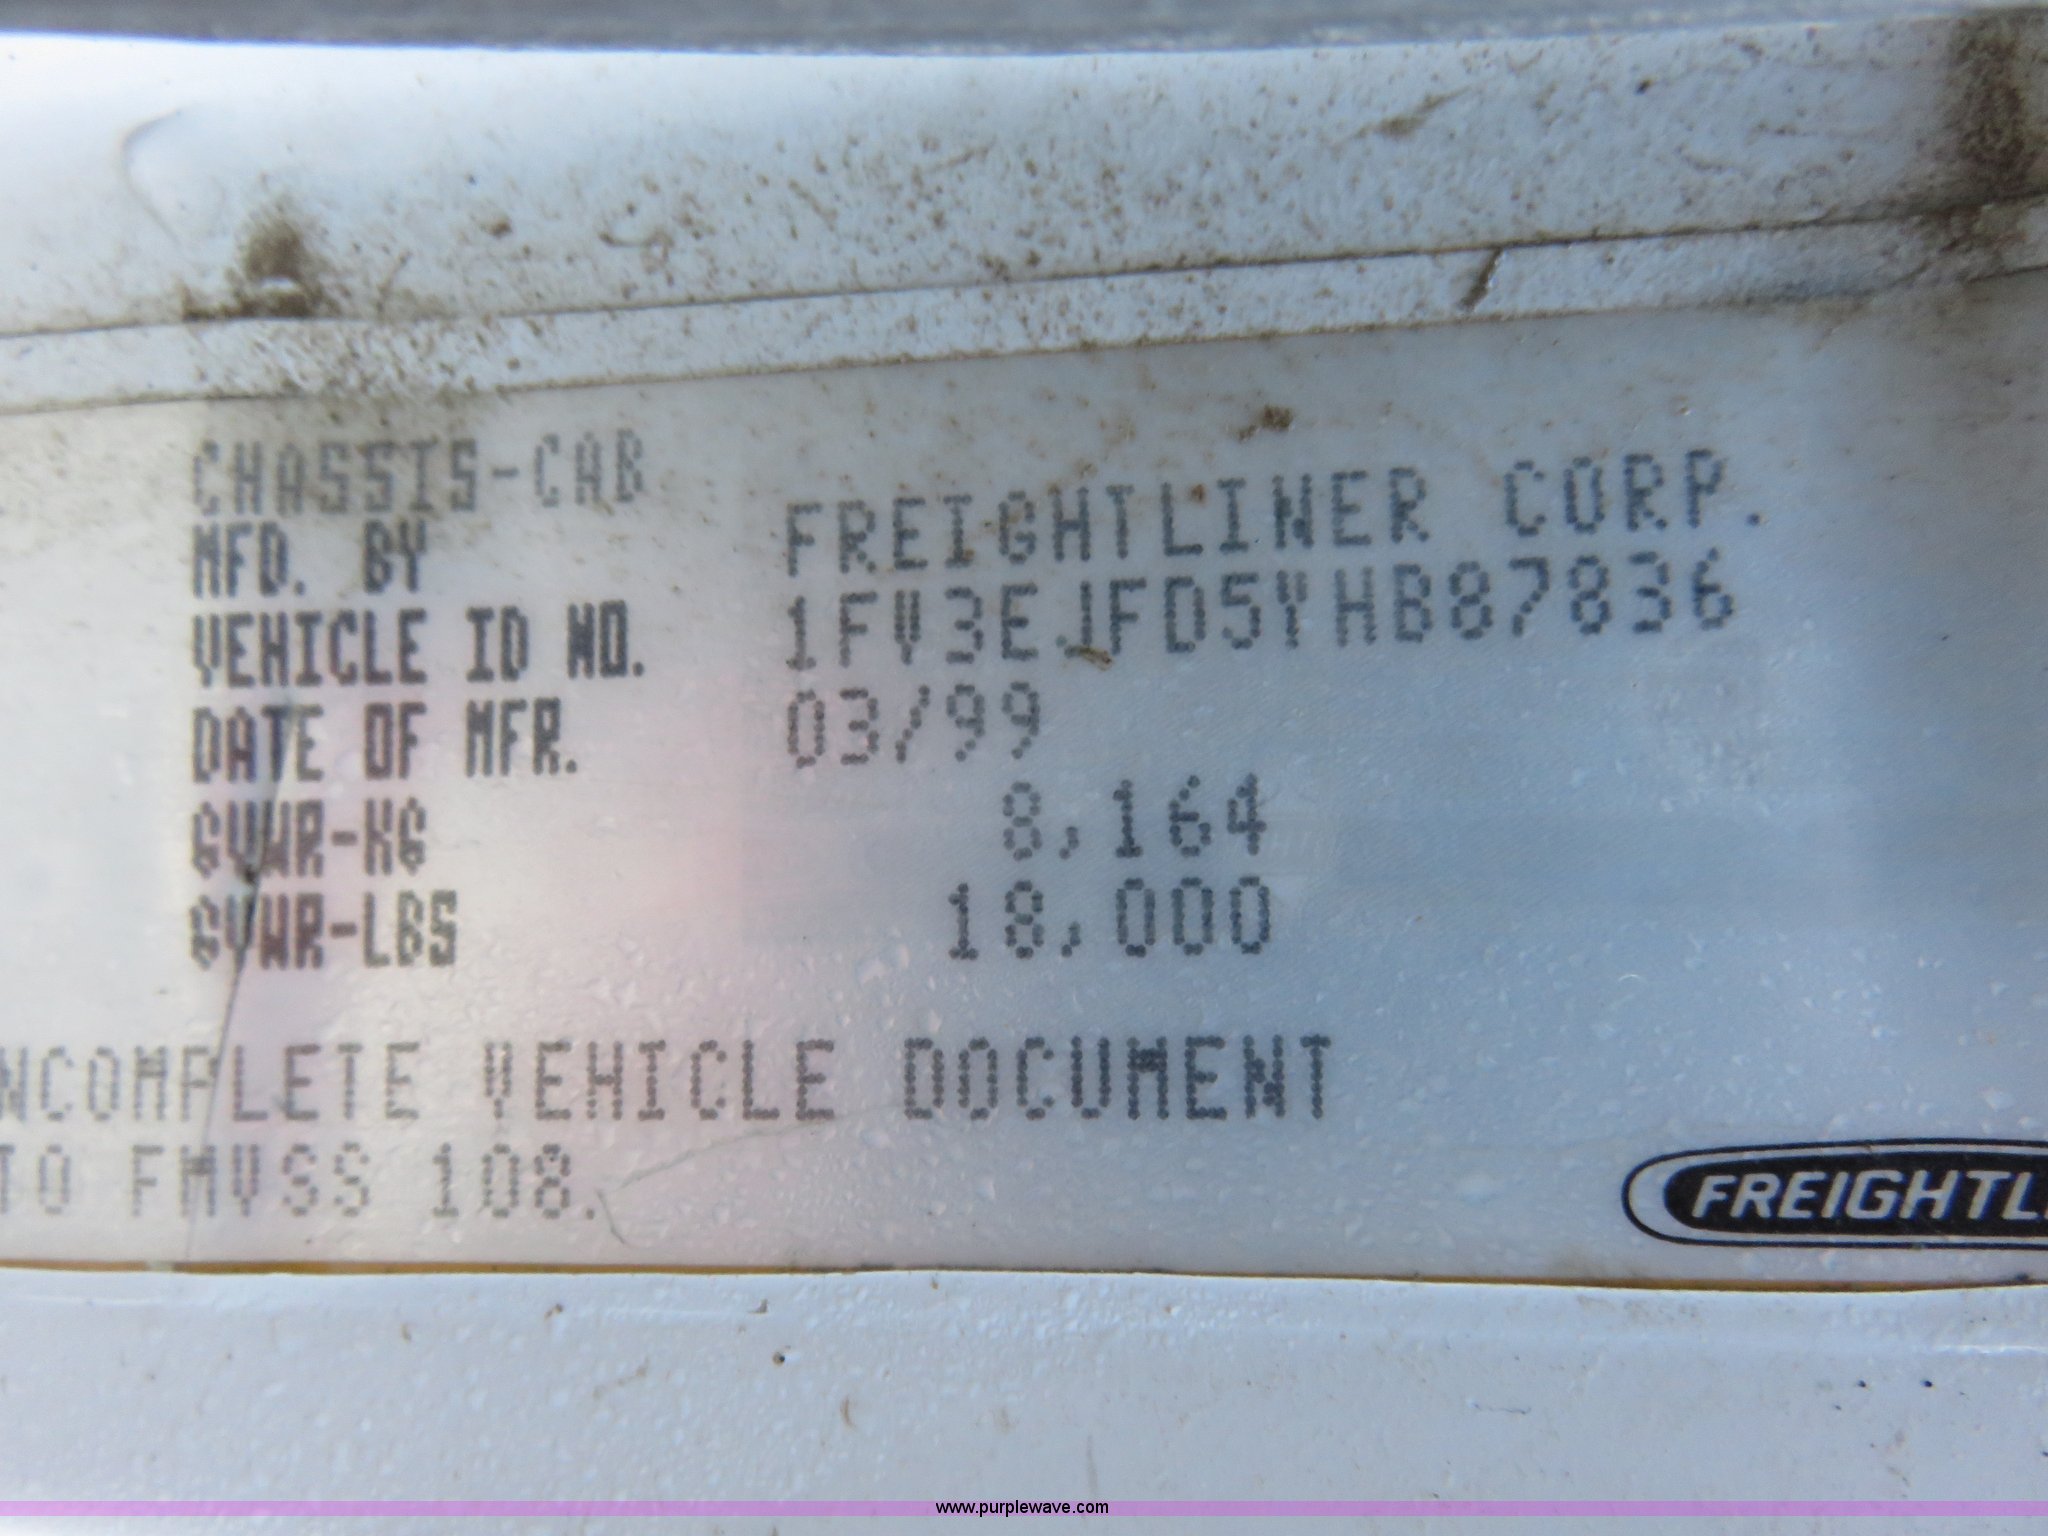 CHASSIS-CAB
MFD. BY FREIGHTLINER CORP.
VEHICLE ID NO. 1FV3EJFD5YHB87836
DATE OF MFR. 03/99
GVWR-KG 8,164
GVWR-LBS 18,000
NCOMPLETE VEHICLE DOCUMENT
TO FMVSS 108.
FREIGHTL
www.purplewave.com